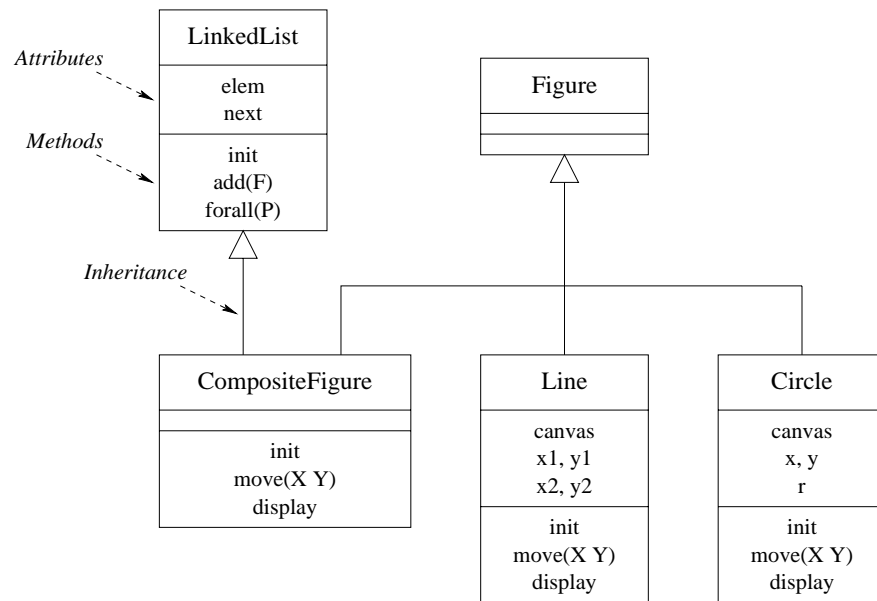 LinkedList
Attributes
elem
next
Methods
init
add(F)
forall(P)
Figure
Inheritance
CompositeFigure
init
move(X Y)
display
Line
canvas
x1, y1
x2, y2
init
move(X Y)
display
Circle
canvas
x, y
r
init
move(X Y)
display